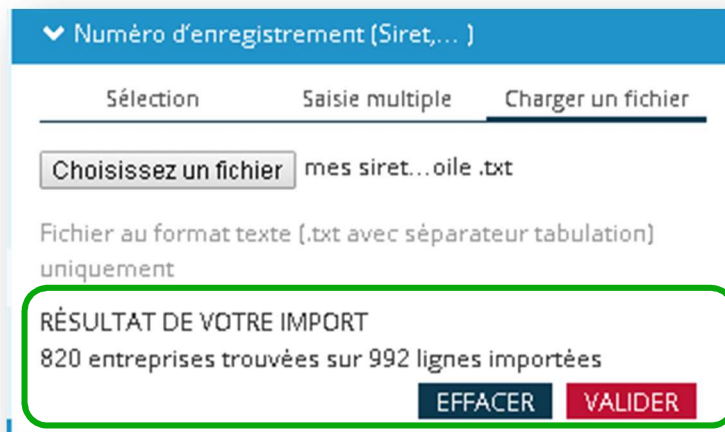 Numéro d'enregistrement (Siret,... )
Sélection Saisie multiple Charger un fichier
Choisissez un fichier mes siret...oile .txt
Fichier au format texte (.txt avec séparateur tabulation)
uniquement
RÉSULTAT DE VOTRE IMPORT
820 entreprises trouvées sur 992 lignes importées
EFFACER VALIDER